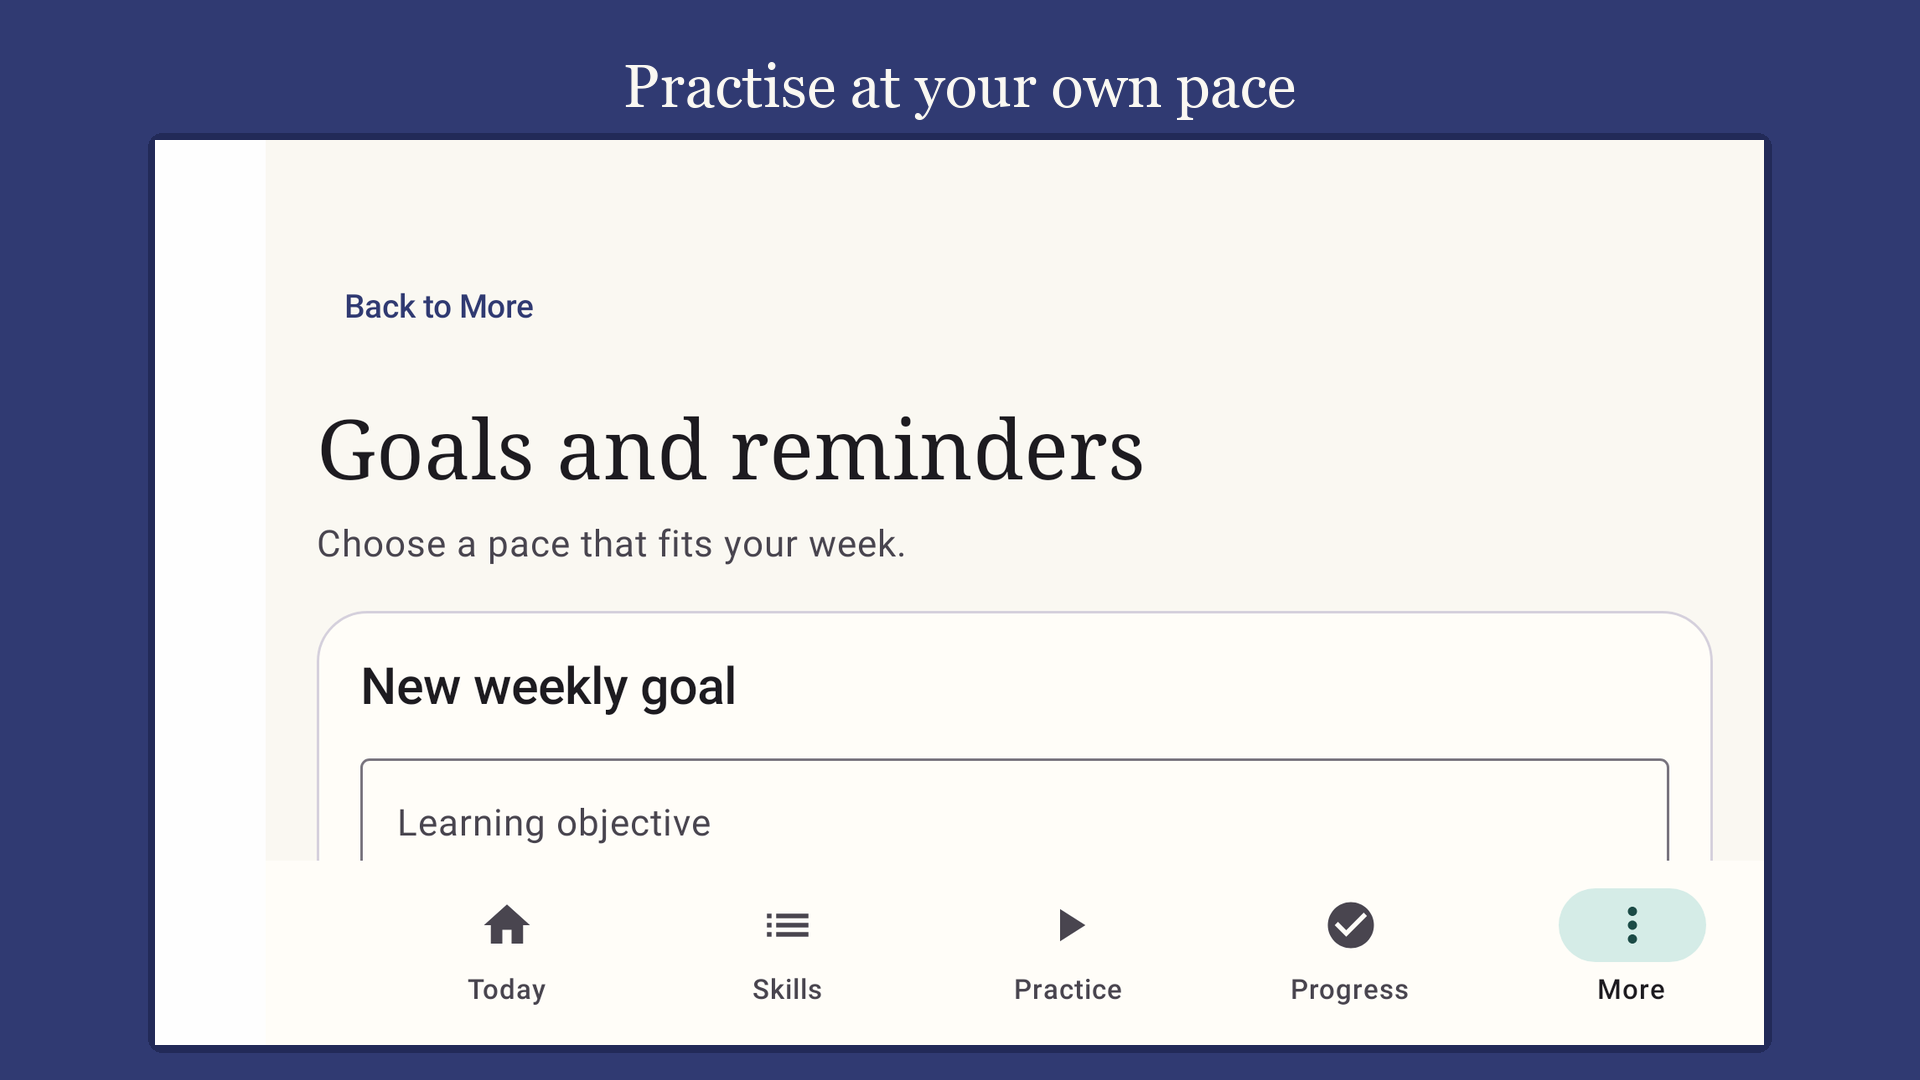 Practise at your own pace
Back to More
Goals and reminders
Choose a pace that fits your week.
New weekly goal
Learning objective
Today
Skills
Practice
Progress
More